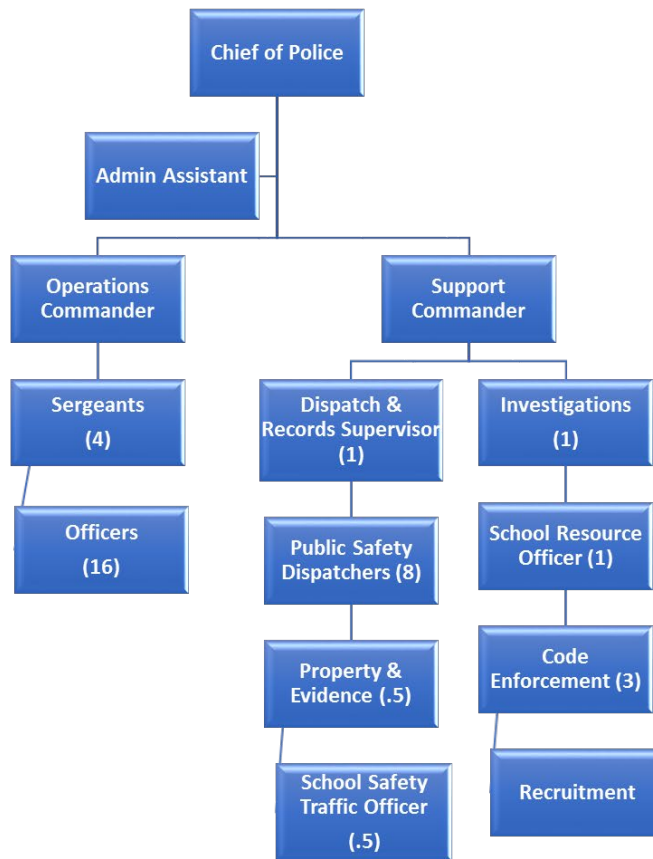 Chief of Police
Admin Assistant
Operations
Commander
Support
Commander
Sergeants
(4)
Dispatch &
Records Supervisor
(1)
Investigations
(1)
Officers
(16)
Public Safety
Dispatchers (8)
School Resource
Officer (1)
Property &
Evidence (.5)
Code
Enforcement (3)
School Safety
Traffic Officer
(.5)
Recruitment